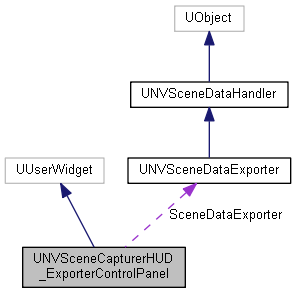 UObject
UNVSceneDataHandler
UUserWidget
UNVSceneDataExporter
SceneDataExporter
UNVSceneCapturerHUD
_ExporterControlPanel